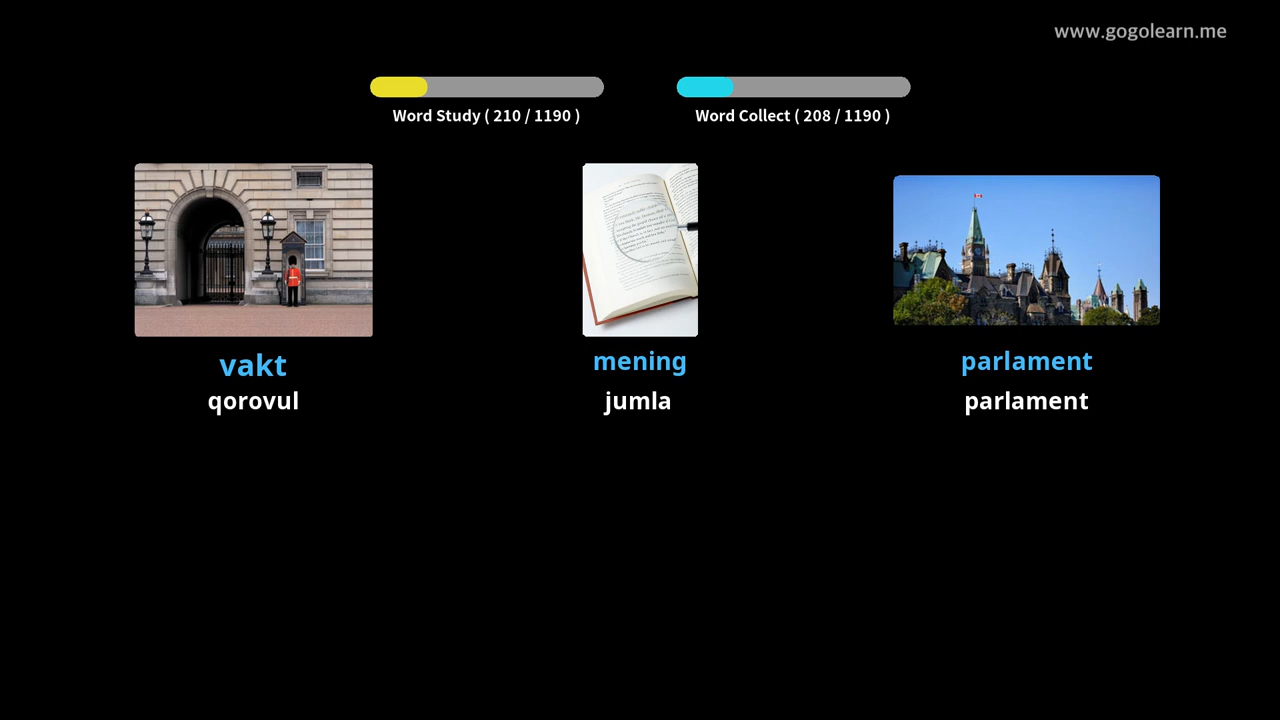 www.gogolearn.me
Word Study ( 210 / 1190 )
Word Collect ( 208 / 1190 )
vakt
qorovul
mening
jumla
parlament
parlament